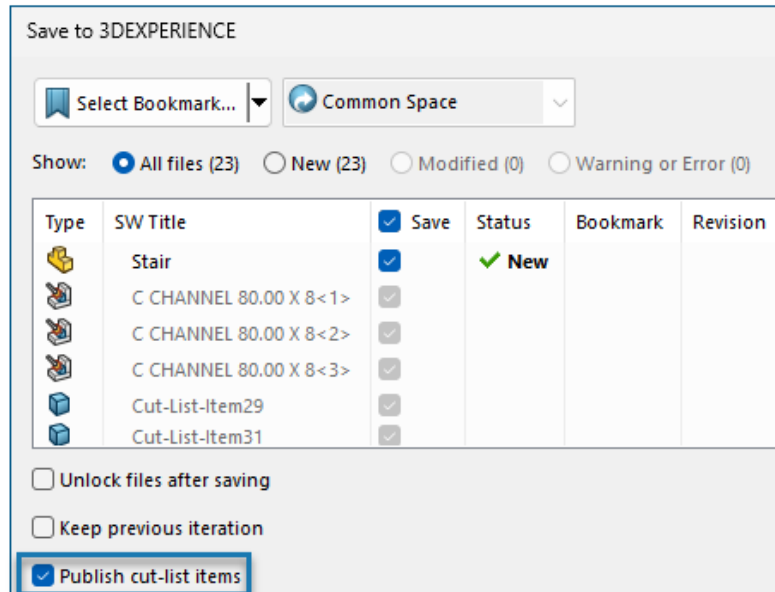 Save to 3DEXPERIENCE
Select Bookmark... Common Space
Show: All files (23) New (23) Modified (0) Warning or Error (0)
Type SW Title Save Status Bookmark Revision
Stair New
C CHANNEL 80.00 X 8<1>
C CHANNEL 80.00 X 8<2>
C CHANNEL 80.00 X 8<3>
Cut-List-Item29
Cut-List-Item31
Unlock files after saving
Keep previous iteration
Publish cut-list items